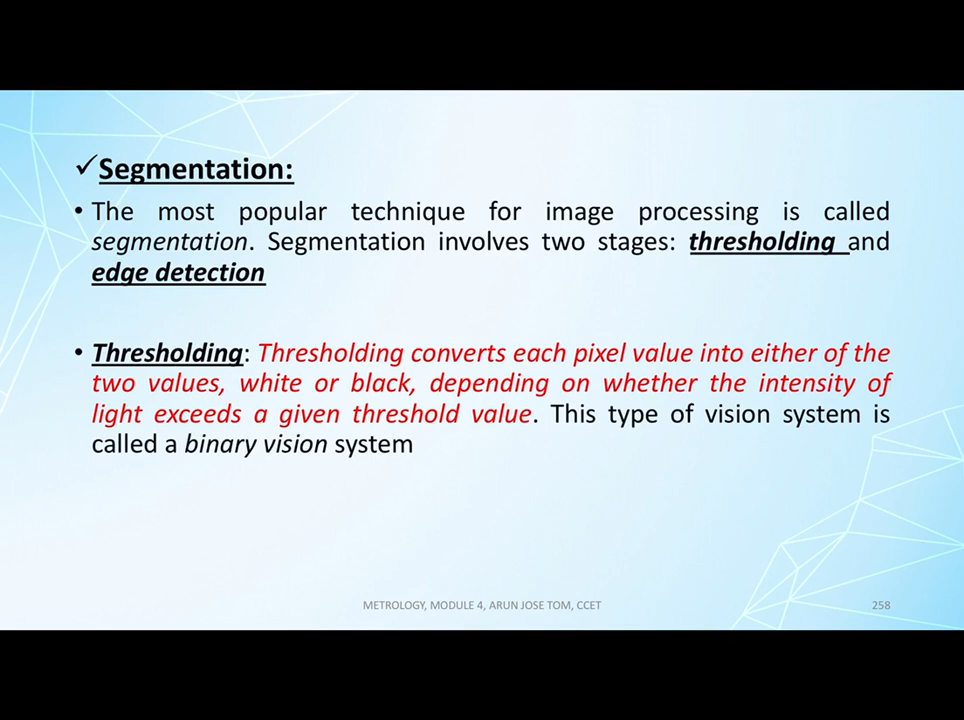 ✓Segmentation:
• The most popular technique for image processing is called
segmentation. Segmentation involves two stages: thresholding and
edge detection
• Thresholding: Thresholding converts each pixel value into either of the
two values, white or black, depending on whether the intensity of
light exceeds a given threshold value. This type of vision system is
called a binary vision system
METROLOGY, MODULE 4, ARUN JOSE TOM, CCET 258